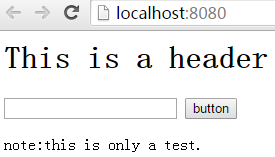 localhost:8080
This is a header
button
note:this is only a test.